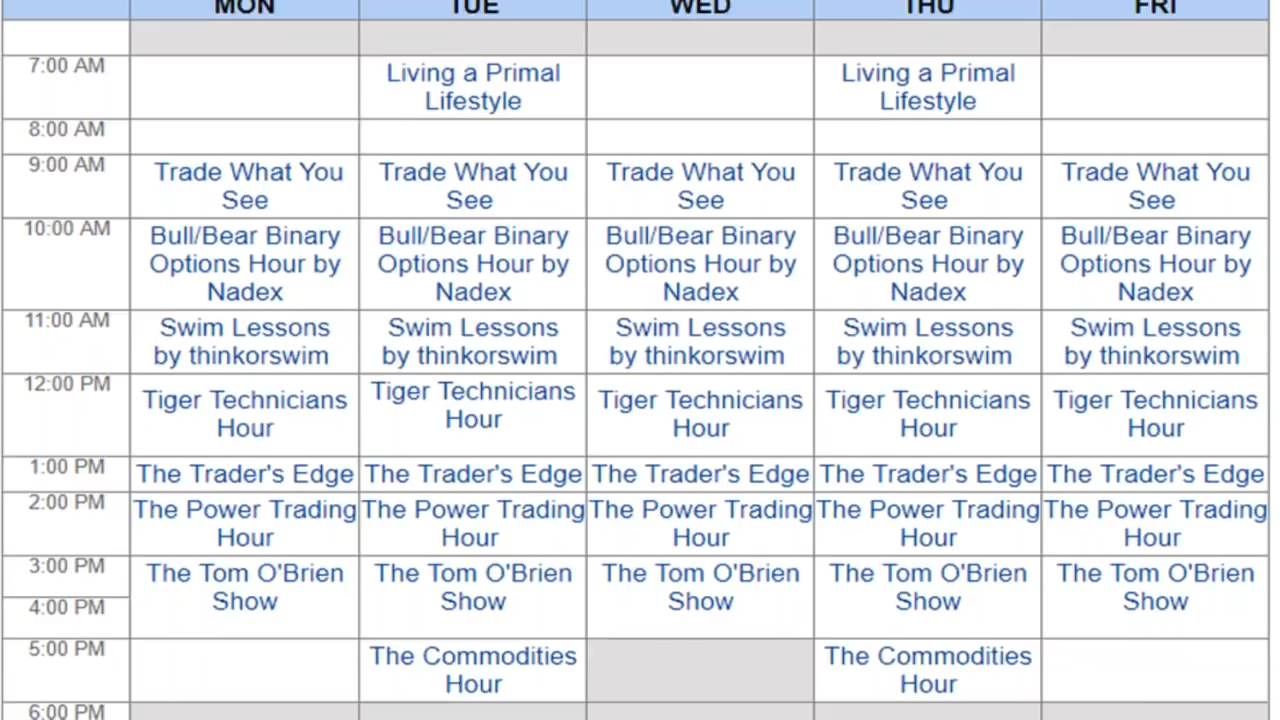 MON TUE WED THU FRI
7:00 AM
Living a Primal Lifestyle
Living a Primal Lifestyle
8:00 AM
9:00 AM
Trade What You See
Trade What You See
Trade What You See
Trade What You See
Trade What You See
10:00 AM
Bull/Bear Binary Options Hour by Nadex
Bull/Bear Binary Options Hour by Nadex
Bull/Bear Binary Options Hour by Nadex
Bull/Bear Binary Options Hour by Nadex
Bull/Bear Binary Options Hour by Nadex
11:00 AM
Swim Lessons by thinkorswim
Swim Lessons by thinkorswim
Swim Lessons by thinkorswim
Swim Lessons by thinkorswim
Swim Lessons by thinkorswim
12:00 PM
Tiger Technicians Hour
Tiger Technicians Hour
Tiger Technicians Hour
Tiger Technicians Hour
Tiger Technicians Hour
1:00 PM
The Trader's Edge
The Trader's Edge
The Trader's Edge
The Trader's Edge
The Trader's Edge
2:00 PM
The Power Trading Hour
The Power Trading Hour
The Power Trading Hour
The Power Trading Hour
The Power Trading Hour
3:00 PM
The Tom O'Brien Show
The Tom O'Brien Show
The Tom O'Brien Show
The Tom O'Brien Show
The Tom O'Brien Show
4:00 PM
5:00 PM
The Commodities Hour
The Commodities Hour
6:00 PM